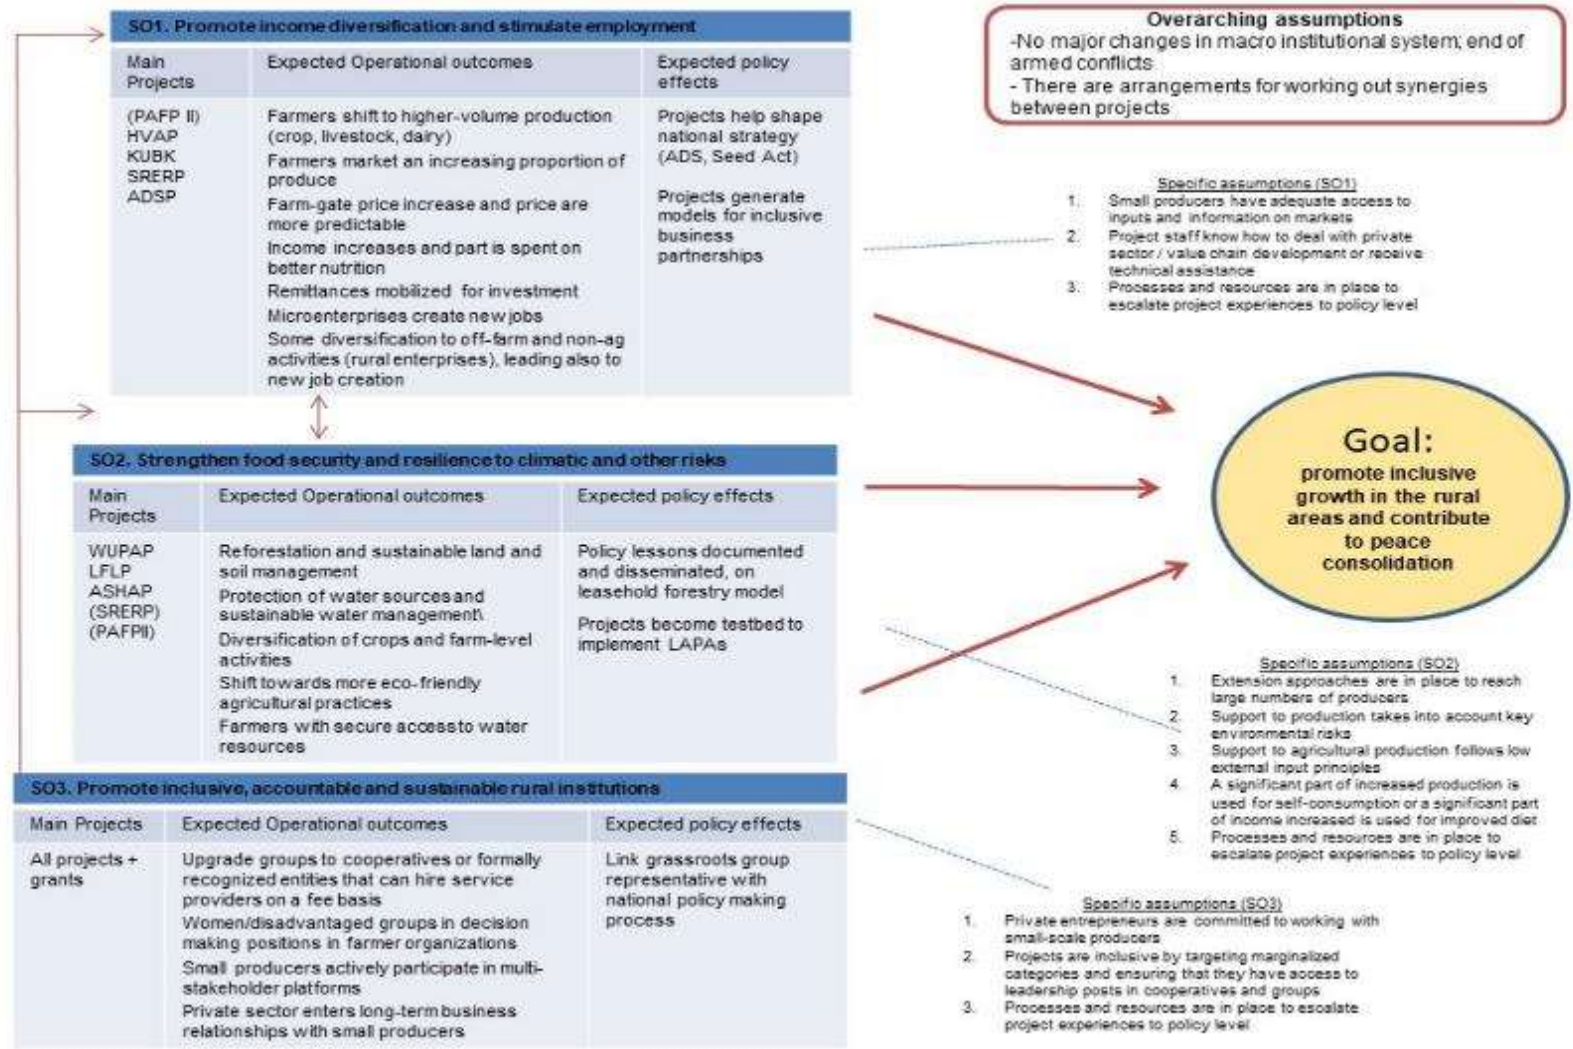 SO1. Promote income diversification and stimulate employment
Main
Projects
Expected Operational outcomes
Expected policy
effects
(PAFP II)
HVAP
KUBK
SRERP
ADSP
Farmers shift to higher-volume production
(crop, livestock, dairy)
Farmers market an increasing proportion of
produce
Farm-gate price increase and price are
more predictable
Income increases and part is spent on
better nutrition
Remittances mobilized for investment
Microenterprises create new jobs
Some diversification to off-farm and non-ag
activities (rural enterprises), leading also to
new job creation
Projects help shape
national strategy
(ADS, Seed Act)
Projects generate
models for inclusive
business
partnerships
Overarching assumptions
-No major changes in macro institutional system; end of
armed conflicts
- There are arrangements for working out synergies
between projects
Specific assumptions (SO1)
1. Small producers have adequate access to
inputs and information on markets
2. Project staff know how to deal with private
sector / value chain development or receive
technical assistance
3. Processes and resources are in place to
escalate project experiences to policy level
SO2. Strengthen food security and resilience to climatic and other risks
Main
Projects
Expected Operational outcomes
Expected policy effects
WUPAP
LFLP
ASHAP
(SRERP)
(PAFPII)
Reforestation and sustainable land and
soil management
Protection of water sources and
sustainable water management\
Diversification of crops and farm-level
activities
Shift towards more eco-friendly
agricultural practices
Farmers with secure access to water
resources
Policy lessons documented
and disseminated, on
leasehold forestry model
Projects become testbed to
implement LAPAs
Goal:
promote inclusive
growth in the rural
areas and contribute
to peace
consolidation
Specific assumptions (SO2)
1. Extension approaches are in place to reach
large numbers of producers
2. Support to production takes into account key
environmental risks
3. Support to agricultural production follows low
external input principles
4. A significant part of increased production is
used for self-consumption or a significant part
of income increased is used for improved diet
5. Processes and resources are in place to
escalate project experiences to policy level
SO3. Promote inclusive, accountable and sustainable rural institutions
Main Projects
Expected Operational outcomes
Expected policy effects
All projects +
grants
Upgrade groups to cooperatives or formally
recognized entities that can hire service
providers on a fee basis
Women/disadvantaged groups in decision
making positions in farmer organizations
Small producers actively participate in multi-
stakeholder platforms
Private sector enters long-term business
relationships with small producers
Link grassroots group
representative with
national policy making
process
Specific assumptions (SO3)
1. Private entrepreneurs are committed to working with
small-scale producers
2. Projects are inclusive by targeting marginalized
categories and ensuring that they have access to
leadership posts in cooperatives and groups
3. Processes and resources are in place to escalate
project experiences to policy level